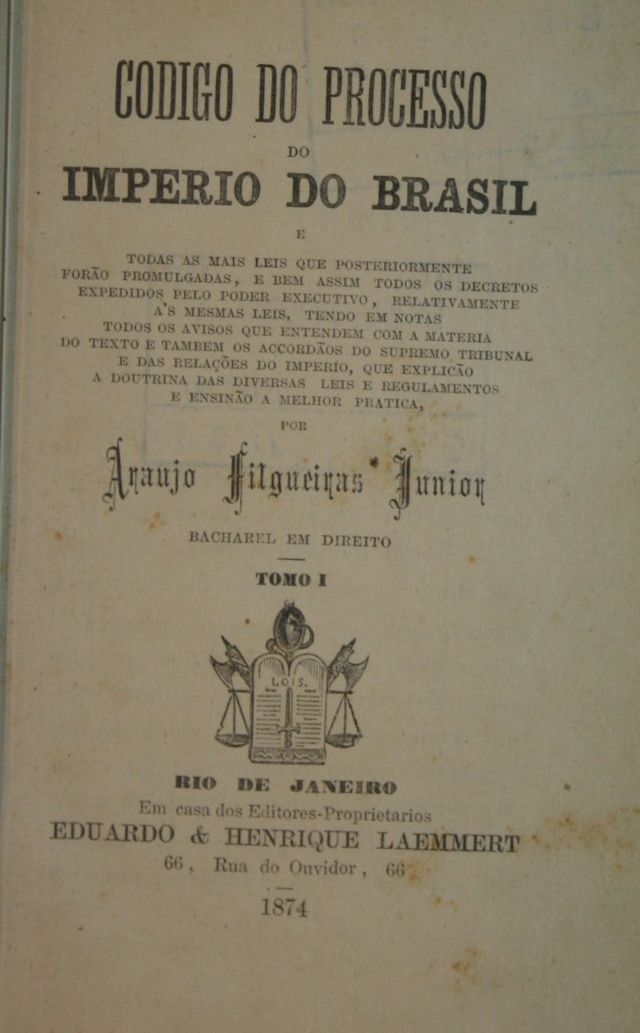 CODIGO DO PROCESSO
DO
IMPERIO DO BRASIL
E
TODAS AS MAIS LEIS QUE POSTERIORMENTE
FORÃO PROMULGADAS, E BEM ASSIM TODOS OS DECRETOS
EXPEDIDOS PELO PODER EXECUTIVO, RELATIVAMENTE
A'S MESMAS LEIS, TENDO EM NOTAS
TODOS OS AVISOS QUE ENTENDEM COM A MATERIA
DO TEXTO E TAMBEM OS ACCORDÃOS DO SUPREMO TRIBUNAL
E DAS RELAÇÕES DO IMPERIO, QUE EXPLICÃO
A DOUTRINA DAS DIVERSAS LEIS E REGULAMENTOS
E ENSINÃO A MELHOR PRATICA,
POR
Araujo Filgueiras Junior
BACHAREL EM DIREITO
TOMO I
LOIS.
RIO DE JANEIRO
Em casa dos Editores-Proprietarios
EDUARDO & HENRIQUE LAEMMERT
66, Rua do Ouvidor, 66
1874